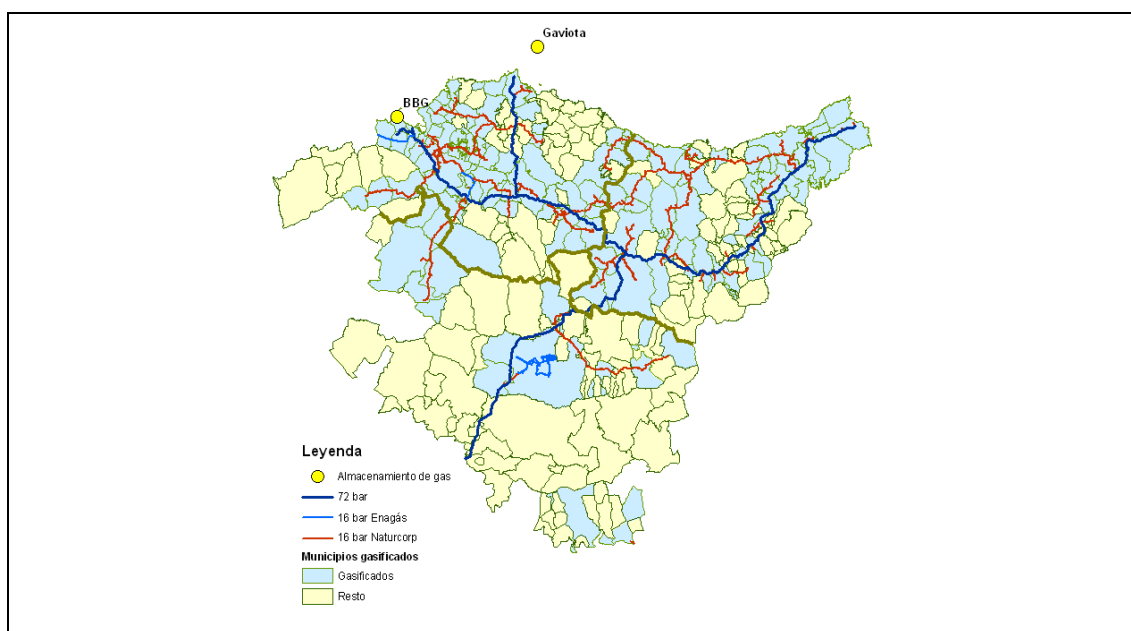 Gaviota
BBG
Leyenda
Almacenamiento de gas
72 bar
16 bar Enagás
16 bar Naturcorp
Municipios gasificados
Gasificados
Resto